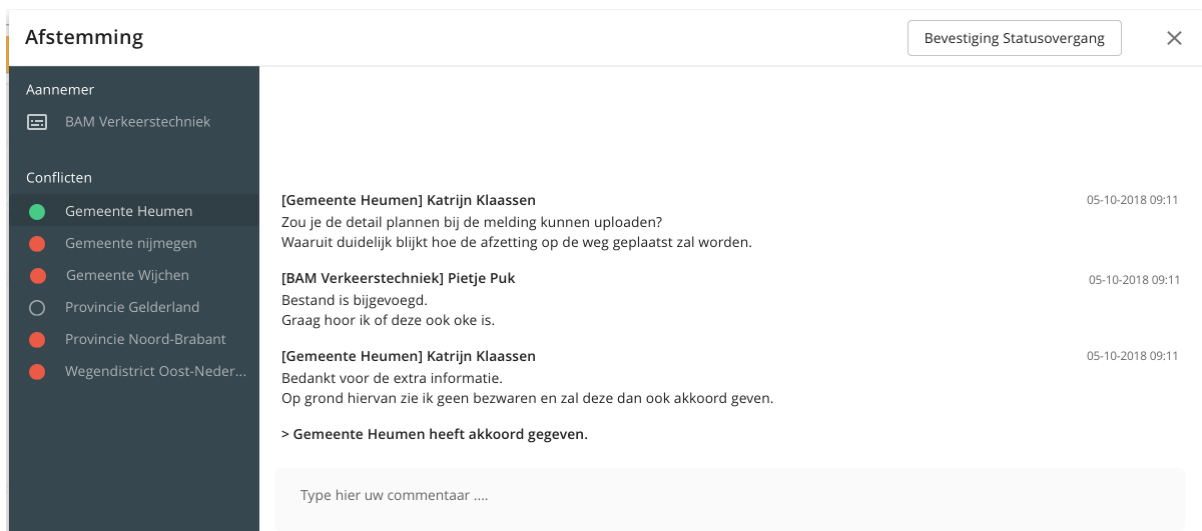 Afstemming
Bevestiging Statusovergang
Aannemer
BAM Verkeerstechniek
Conflicten
Gemeente Heumen
Gemeente nijmegen
Gemeente Wijchen
Provincie Gelderland
Provincie Noord-Brabant
Wegendistrict Oost-Neder...
[Gemeente Heumen] Katrijn Klaassen
05-10-2018 09:11
Zou je de detail plannen bij de melding kunnen uploaden?
Waaruit duidelijk blijkt hoe de afzetting op de weg geplaatst zal worden.
[BAM Verkeerstechniek] Pietje Puk
05-10-2018 09:11
Bestand is bijgevoegd.
Graag hoor ik of deze ook oke is.
[Gemeente Heumen] Katrijn Klaassen
05-10-2018 09:11
Bedankt voor de extra informatie.
Op grond hiervan zie ik geen bezwaren en zal deze dan ook akkoord geven.
> Gemeente Heumen heeft akkoord gegeven.
Type hier uw commentaar ....